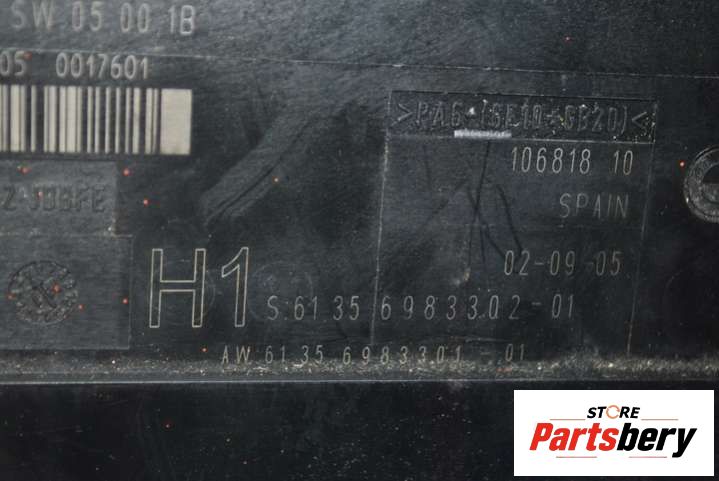 SW 05 00 1B
05 0017601
>PA6-(GF10+GB20)<
106818 10
SPAIN
02-09-05
H1
S:61.35 6983302-01
AW 61.35 6983301-01
STORE
Partsbery